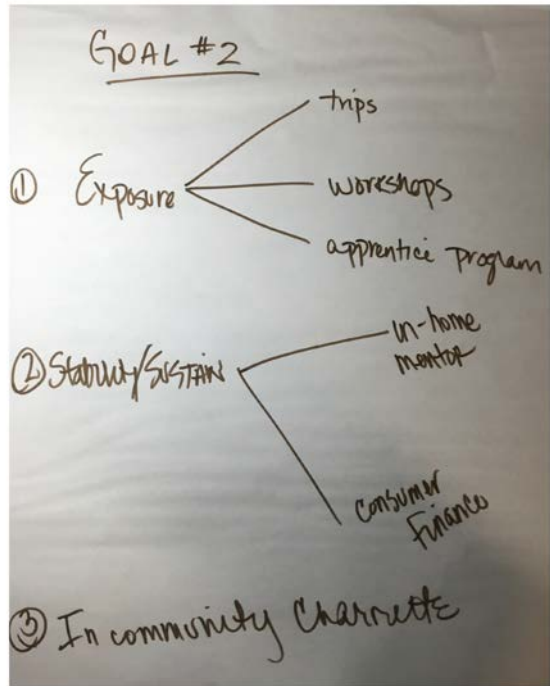 GOAL #2
trips
① Exposure
workshops
apprentice program
② Stability/SUSTAIN
in-home
mentor
consumer
Finance
③ In community Charrette